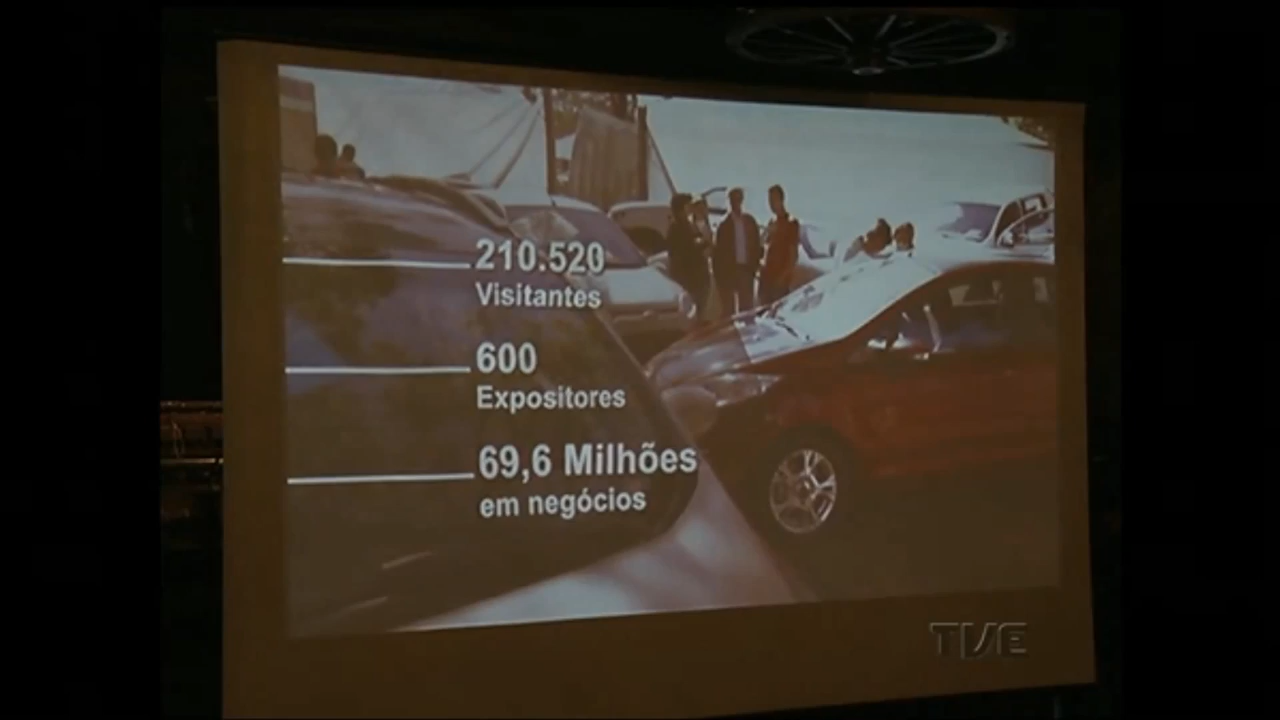 210.520
Visitantes
600
Expositores
69,6 Milhões
em negócios
TVE